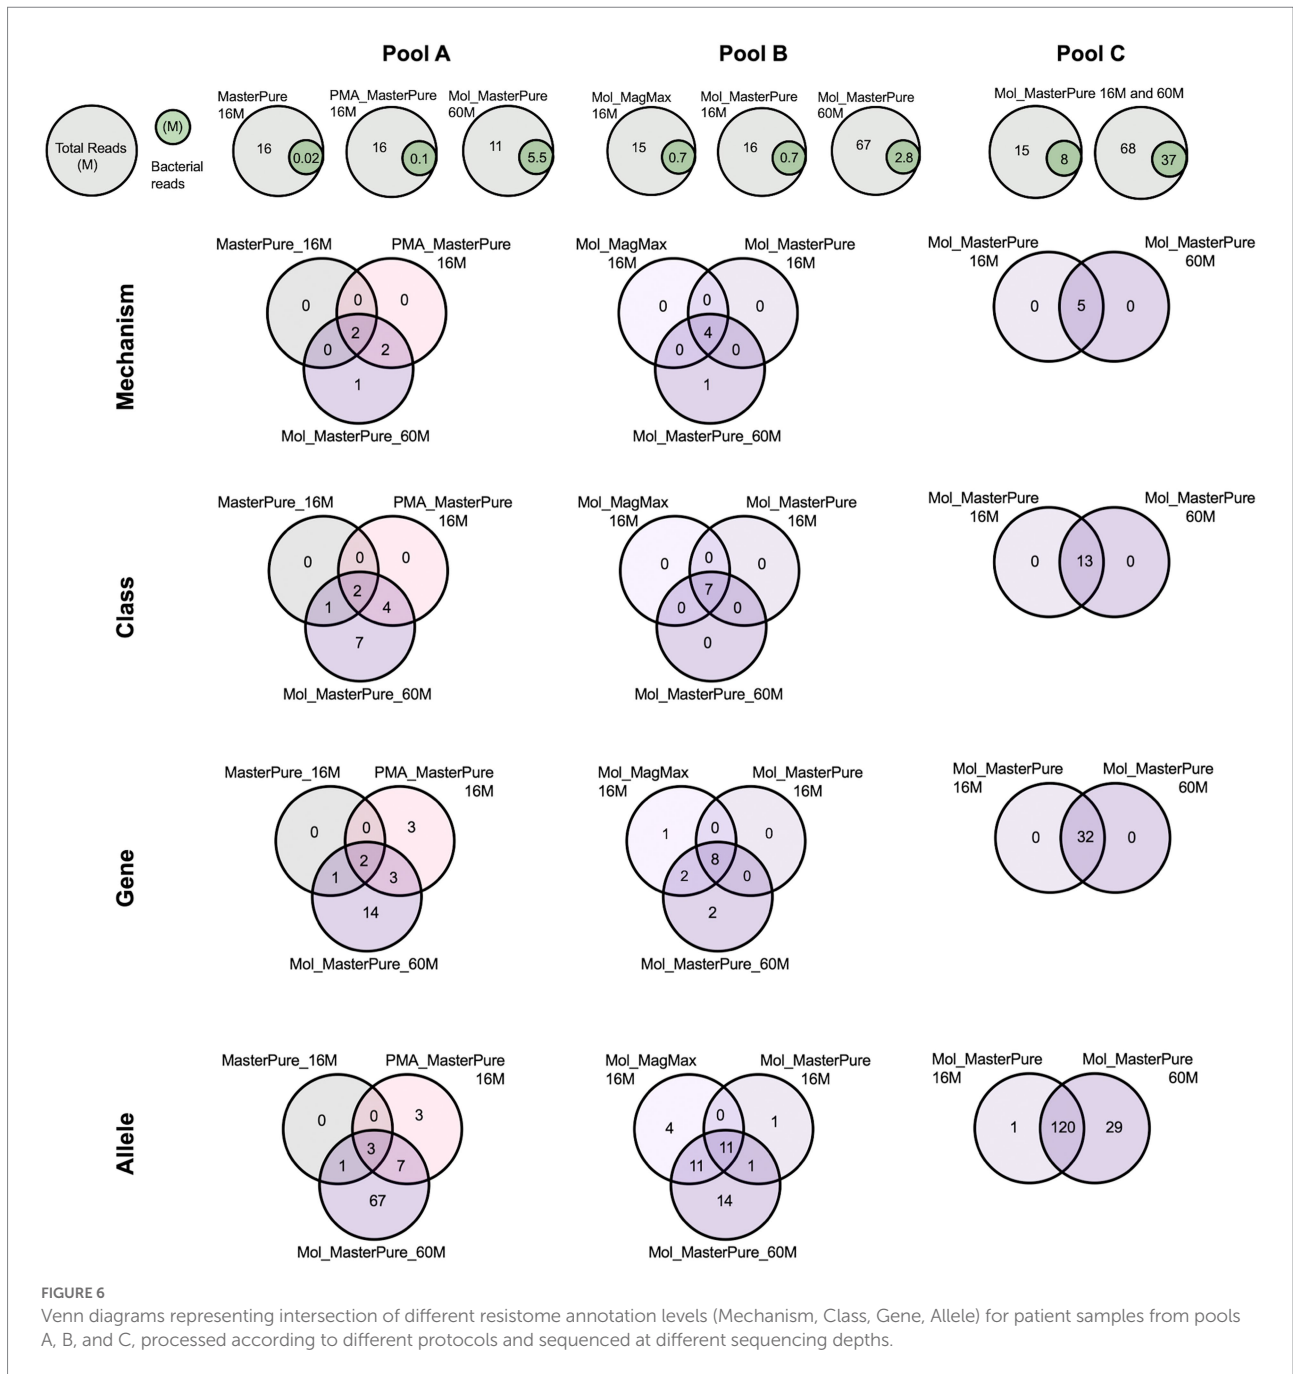 Pool A
Pool B
Pool C
Total Reads
(M)
(M)
Bacterial
reads
MasterPure
16M
16
0.02
PMA_MasterPure
16M
16
0.1
Mol_MasterPure
60M
11
5.5
Mol_MagMax
16M
15
0.7
Mol_MasterPure
16M
16
0.7
Mol_MasterPure
60M
67
2.8
Mol_MasterPure 16M and 60M
15
8
68
37
Mechanism
MasterPure_16M
PMA_MasterPure
16M
0
0
0
2
0
2
1
Mol_MasterPure_60M
Mol_MagMax
16M
Mol_MasterPure
16M
0
0
0
4
0
0
1
Mol_MasterPure_60M
Mol_MasterPure
16M
Mol_MasterPure
60M
0
5
0
Class
MasterPure_16M
PMA_MasterPure
16M
0
0
0
2
1
4
7
Mol_MasterPure_60M
Mol_MagMax
16M
Mol_MasterPure
16M
0
0
0
7
0
0
0
Mol_MasterPure_60M
Mol_MasterPure
16M
Mol_MasterPure
60M
0
13
0
Gene
MasterPure_16M
PMA_MasterPure
16M
0
0
3
2
1
3
14
Mol_MasterPure_60M
Mol_MagMax
16M
Mol_MasterPure
16M
1
0
0
8
2
0
2
Mol_MasterPure_60M
Mol_MasterPure
16M
Mol_MasterPure
60M
0
32
0
Allele
MasterPure_16M
PMA_MasterPure
16M
0
0
3
3
1
7
67
Mol_MasterPure_60M
Mol_MagMax
16M
Mol_MasterPure
16M
4
0
1
11
11
1
14
Mol_MasterPure_60M
Mol_MasterPure
16M
Mol_MasterPure
60M
1
120
29
FIGURE 6
Venn diagrams representing intersection of different resistome annotation levels (Mechanism, Class, Gene, Allele) for patient samples from pools
A, B, and C, processed according to different protocols and sequenced at different sequencing depths.